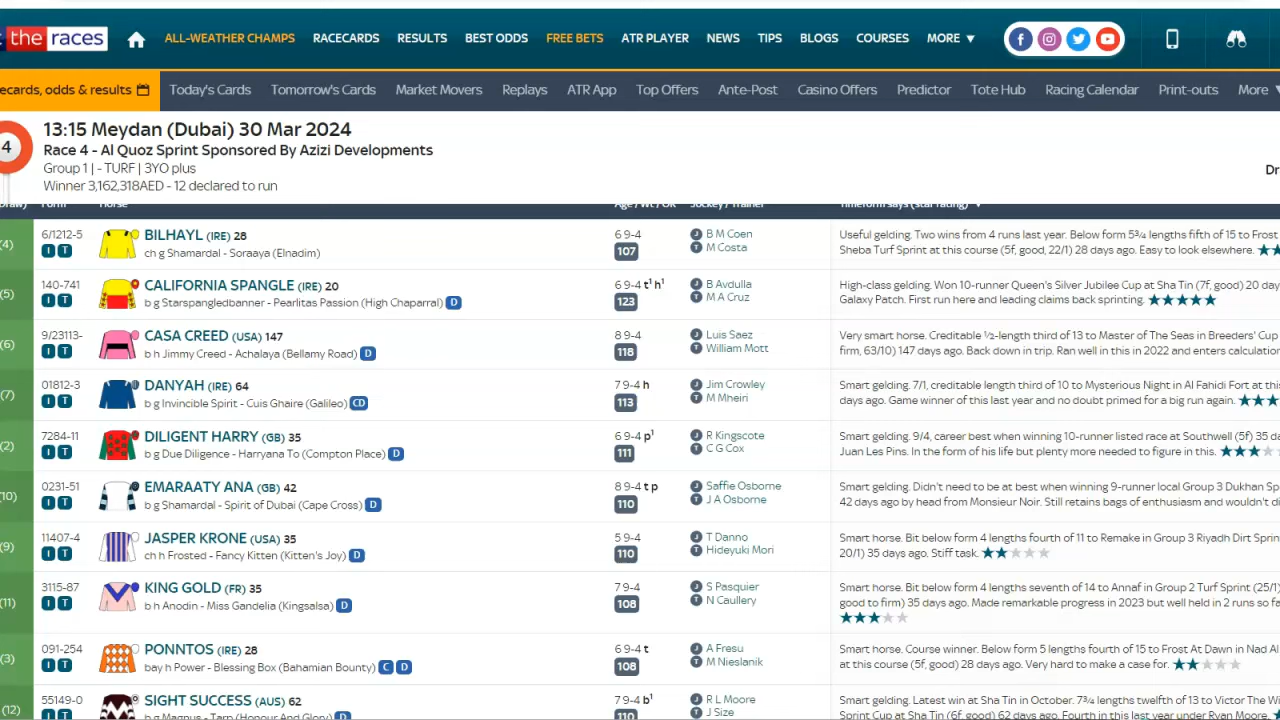 the races
ALL-WEATHER CHAMPS RACECARDS RESULTS BEST ODDS FREE BETS ATR PLAYER NEWS TIPS BLOGS COURSES MORE ▼
ecards, odds & results Today's Cards Tomorrow's Cards Market Movers Replays ATR App Top Offers Ante-Post Casino Offers Predictor Tote Hub Racing Calendar Print-outs More
4
13:15 Meydan (Dubai) 30 Mar 2024
Race 4 - Al Quoz Sprint Sponsored By Azizi Developments
Group 1 | - TURF | 3YO plus
Dr
Winner 3,162,318AED - 12 declared to run
Draw) Form Horse Age / Wt / OR Jockey / Trainer Timeform says (star rating) ▼
(4) 6/1212-5 BILHAYL (IRE) 28 6 9-4 J B M Coen Useful gelding. Two wins from 4 runs last year. Below form 5¾ lengths fifth of 15 to Frost
I T ch g Shamardal - Soraaya (Elnadim) 107 T M Costa Sheba Turf Sprint at this course (5f, good, 22/1) 28 days ago. Easy to look elsewhere.
(5) 140-741 CALIFORNIA SPANGLE (IRE) 20 6 9-4 t¹ h¹ J B Avdulla High-class gelding. Won 10-runner Queen's Silver Jubilee Cup at Sha Tin (7f, good) 20 day
I T b g Starspangledbanner - Pearlitas Passion (High Chaparral) D 123 T M A Cruz Galaxy Patch. First run here and leading claims back sprinting.
(6) 9/23113- CASA CREED (USA) 147 8 9-4 J Luis Saez Very smart horse. Creditable ½-length third of 13 to Master of The Seas in Breeders' Cup
I T b h Jimmy Creed - Achalaya (Bellamy Road) D 118 T William Mott firm, 63/10) 147 days ago. Back down in trip. Ran well in this in 2022 and enters calculation
(7) 01812-3 DANYAH (IRE) 64 7 9-4 h J Jim Crowley Smart gelding. 7/1, creditable length third of 10 to Mysterious Night in Al Fahidi Fort at this
I T b g Invincible Spirit - Cuis Ghaire (Galileo) CD 113 T M Mheiri days ago. Game winner of this last year and no doubt primed for a big run again.
(2) 7284-11 DILIGENT HARRY (GB) 35 6 9-4 p¹ J R Kingscote Smart gelding. 9/4, career best when winning 10-runner listed race at Southwell (5f) 35 da
I T b g Due Diligence - Harryana To (Compton Place) D 111 T C G Cox Juan Les Pins. In the form of his life but plenty more needed to figure in this.
(10) 0231-51 EMARAATY ANA (GB) 42 8 9-4 t p J Saffie Osborne Smart gelding. Didn't need to be at best when winning 9-runner local Group 3 Dukhan Sp
I T b g Shamardal - Spirit of Dubai (Cape Cross) D 110 T J A Osborne 42 days ago by head from Monsieur Noir. Still retains bags of enthusiasm and wouldn't di
(9) 11407-4 JASPER KRONE (USA) 35 5 9-4 J T Danno Smart horse. Bit below form 4 lengths fourth of 11 to Remake in Group 3 Riyadh Dirt Sprin
I T ch h Frosted - Fancy Kitten (Kitten's Joy) D 110 T Hideyuki Mori 20/1) 35 days ago. Stiff task.
(11) 3115-87 KING GOLD (FR) 35 7 9-4 J S Pasquier Smart horse. Bit below form 4 lengths seventh of 14 to Annaf in Group 2 Turf Sprint (25/1
I T b h Anodin - Miss Gandelia (Kingsalsa) D 108 T N Caullery good to firm) 35 days ago. Made remarkable progress in 2023 but well held in 2 runs so fa
(3) 091-254 PONNTOS (IRE) 28 6 9-4 t J A Fresu Smart horse. Course winner. Below form 5 lengths fourth of 15 to Frost At Dawn in Nad Al
I T bay h Power - Blessing Box (Bahamian Bounty) C D 108 T M Nieslanik at this course (5f, good) 28 days ago. Very hard to make a case for.
(12) 55149-0 SIGHT SUCCESS (AUS) 62 7 9-4 b¹ J R L Moore Smart gelding. Latest win at Sha Tin in October. 7¾ lengths twelfth of 13 to Victor The Wi
I T b g Magnus - Tarp (Honour And Glory) D 110 T J Size Sprint Cup at Sha Tin (6f, good) 62 days ago. Fourth in this last year under Ryan Moore.